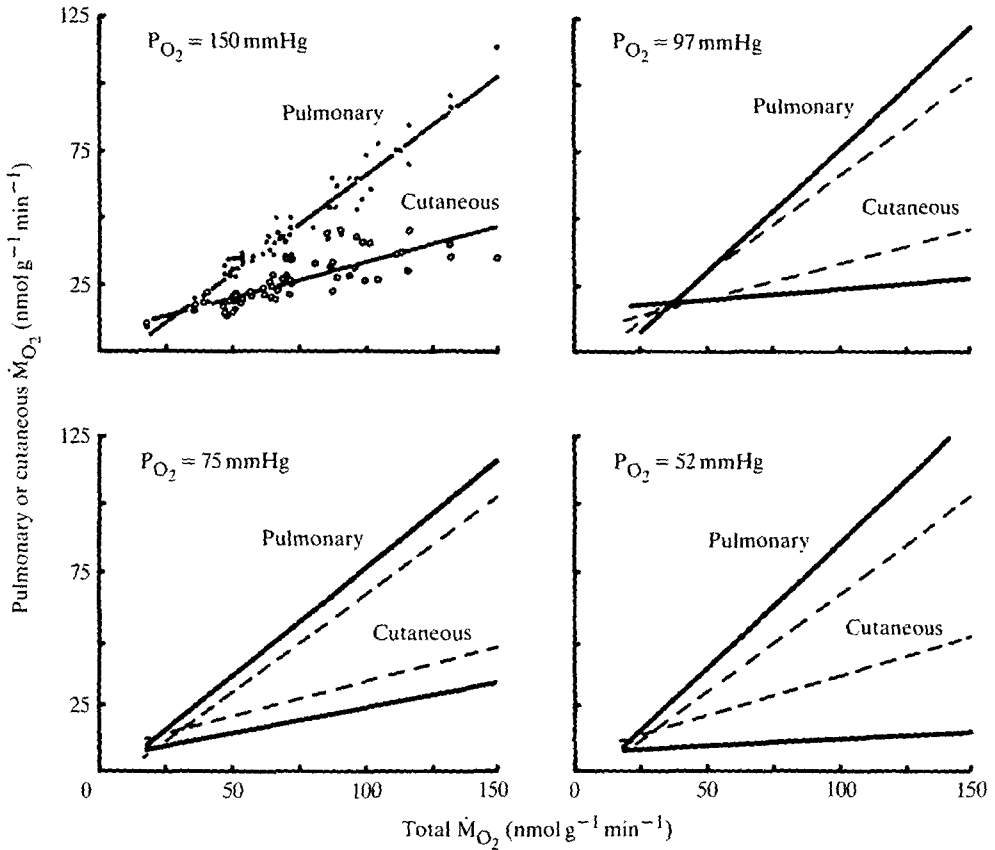 125
75
25
P_O₂ = 150 mmHg
Pulmonary
Cutaneous
P_O₂ = 97 mmHg
Pulmonary
Cutaneous
Pulmonary or cutaneous Ṁ_O₂ (nmol g⁻¹ min⁻¹)
125
75
25
0 50 100 150
P_O₂ = 75 mmHg
Pulmonary
Cutaneous
P_O₂ = 52 mmHg
Pulmonary
Cutaneous
0 50 100 150
Total Ṁ_O₂ (nmol g⁻¹ min⁻¹)